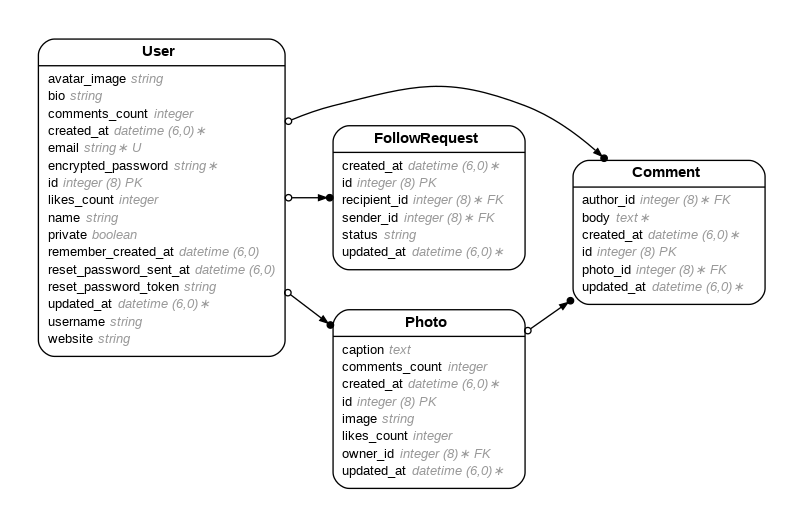 User
avatar_image string
bio string
comments_count integer
created_at datetime (6,0)∗
email string∗ U
encrypted_password string∗
id integer (8) PK
likes_count integer
name string
private boolean
remember_created_at datetime (6,0)
reset_password_sent_at datetime (6,0)
reset_password_token string
updated_at datetime (6,0)∗
username string
website string
FollowRequest
created_at datetime (6,0)∗
id integer (8) PK
recipient_id integer (8)∗ FK
sender_id integer (8)∗ FK
status string
updated_at datetime (6,0)∗
Photo
caption text
comments_count integer
created_at datetime (6,0)∗
id integer (8) PK
image string
likes_count integer
owner_id integer (8)∗ FK
updated_at datetime (6,0)∗
Comment
author_id integer (8)∗ FK
body text∗
created_at datetime (6,0)∗
id integer (8) PK
photo_id integer (8)∗ FK
updated_at datetime (6,0)∗